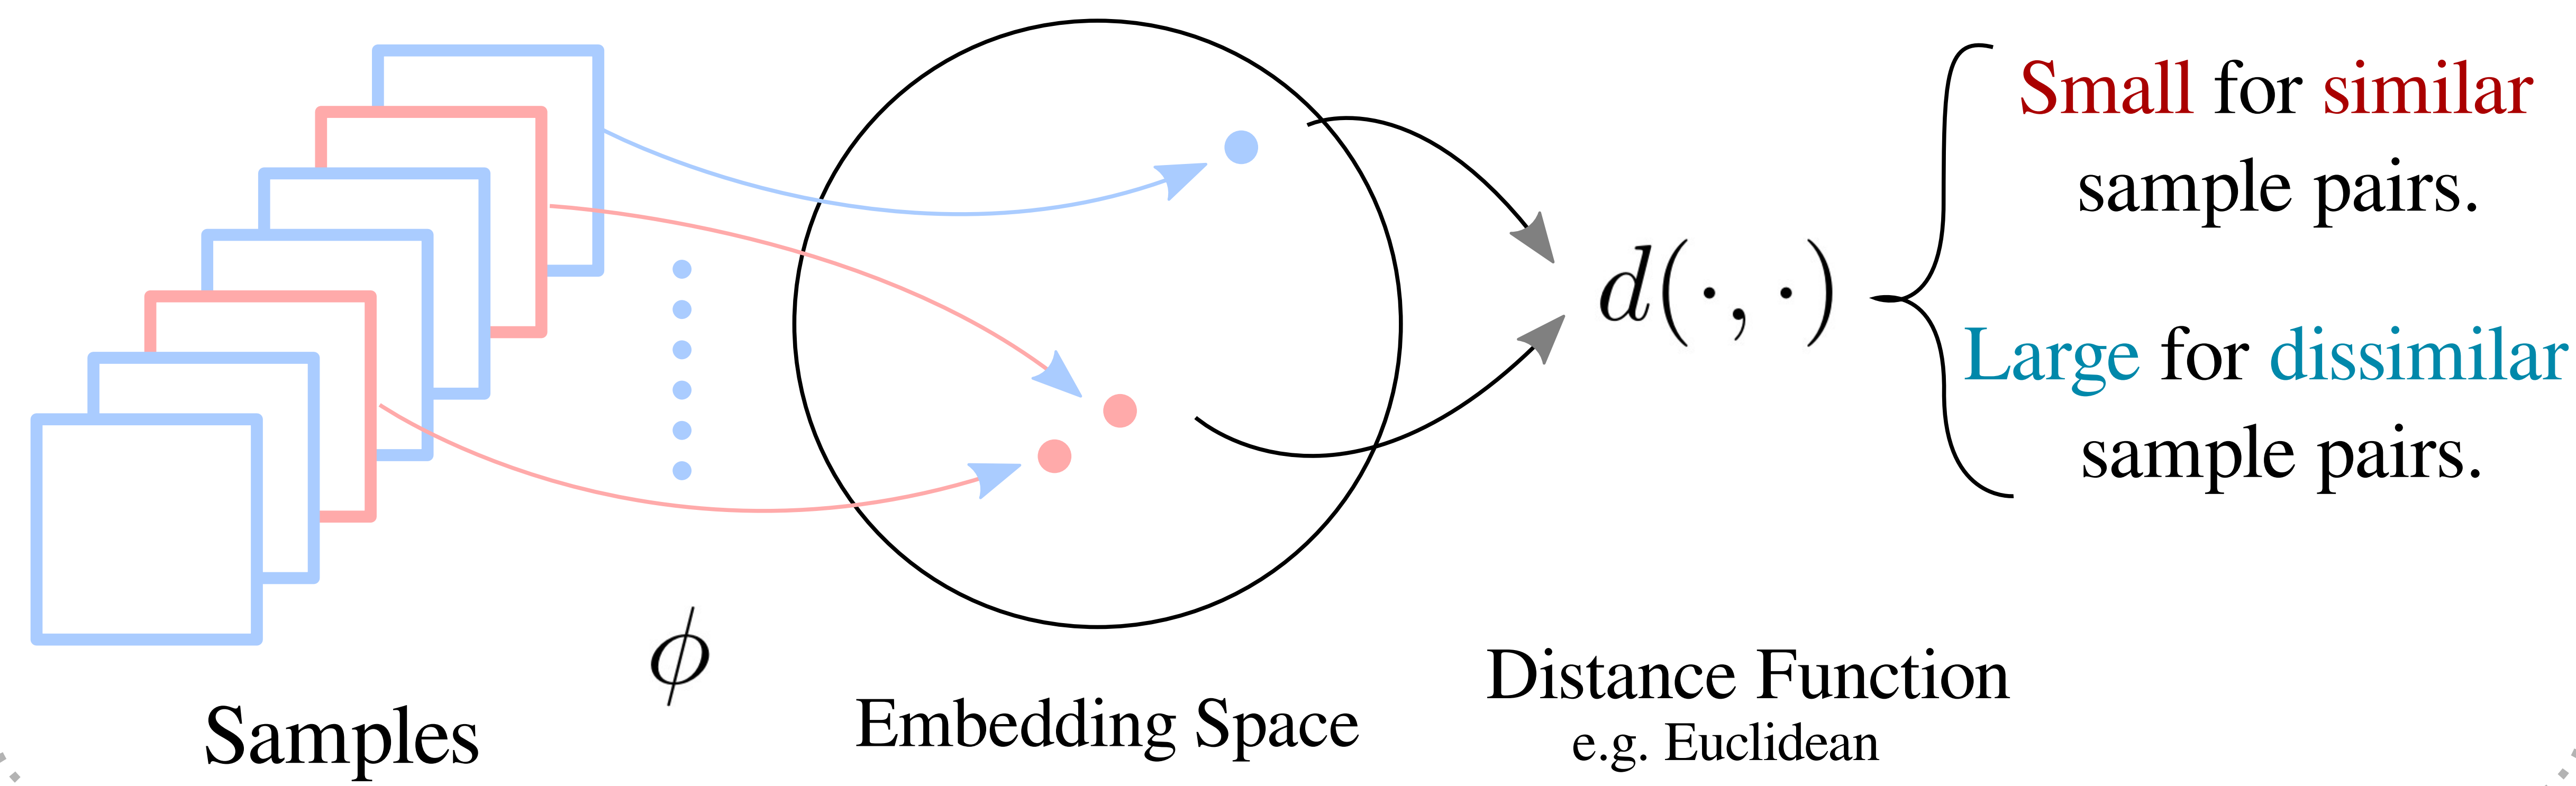 Small for similar
sample pairs.
d(·,·)
Large for dissimilar
sample pairs.
ϕ
Samples
Embedding Space
Distance Function
e.g. Euclidean